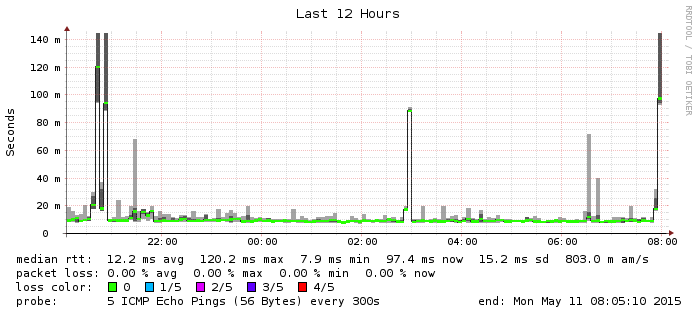 Last 12 Hours
RRDTOOL / TOBI OETIKER
Seconds
140 m
120 m
100 m
80 m
60 m
40 m
20 m
0
22:00 00:00 02:00 04:00 06:00 08:00
median rtt: 12.2 ms avg 120.2 ms max 7.9 ms min 97.4 ms now 15.2 ms sd 803.0 m am/s
packet loss: 0.00 % avg 0.00 % max 0.00 % min 0.00 % now
loss color: 0 1/5 2/5 3/5 4/5
probe: 5 ICMP Echo Pings (56 Bytes) every 300s end: Mon May 11 08:05:10 2015